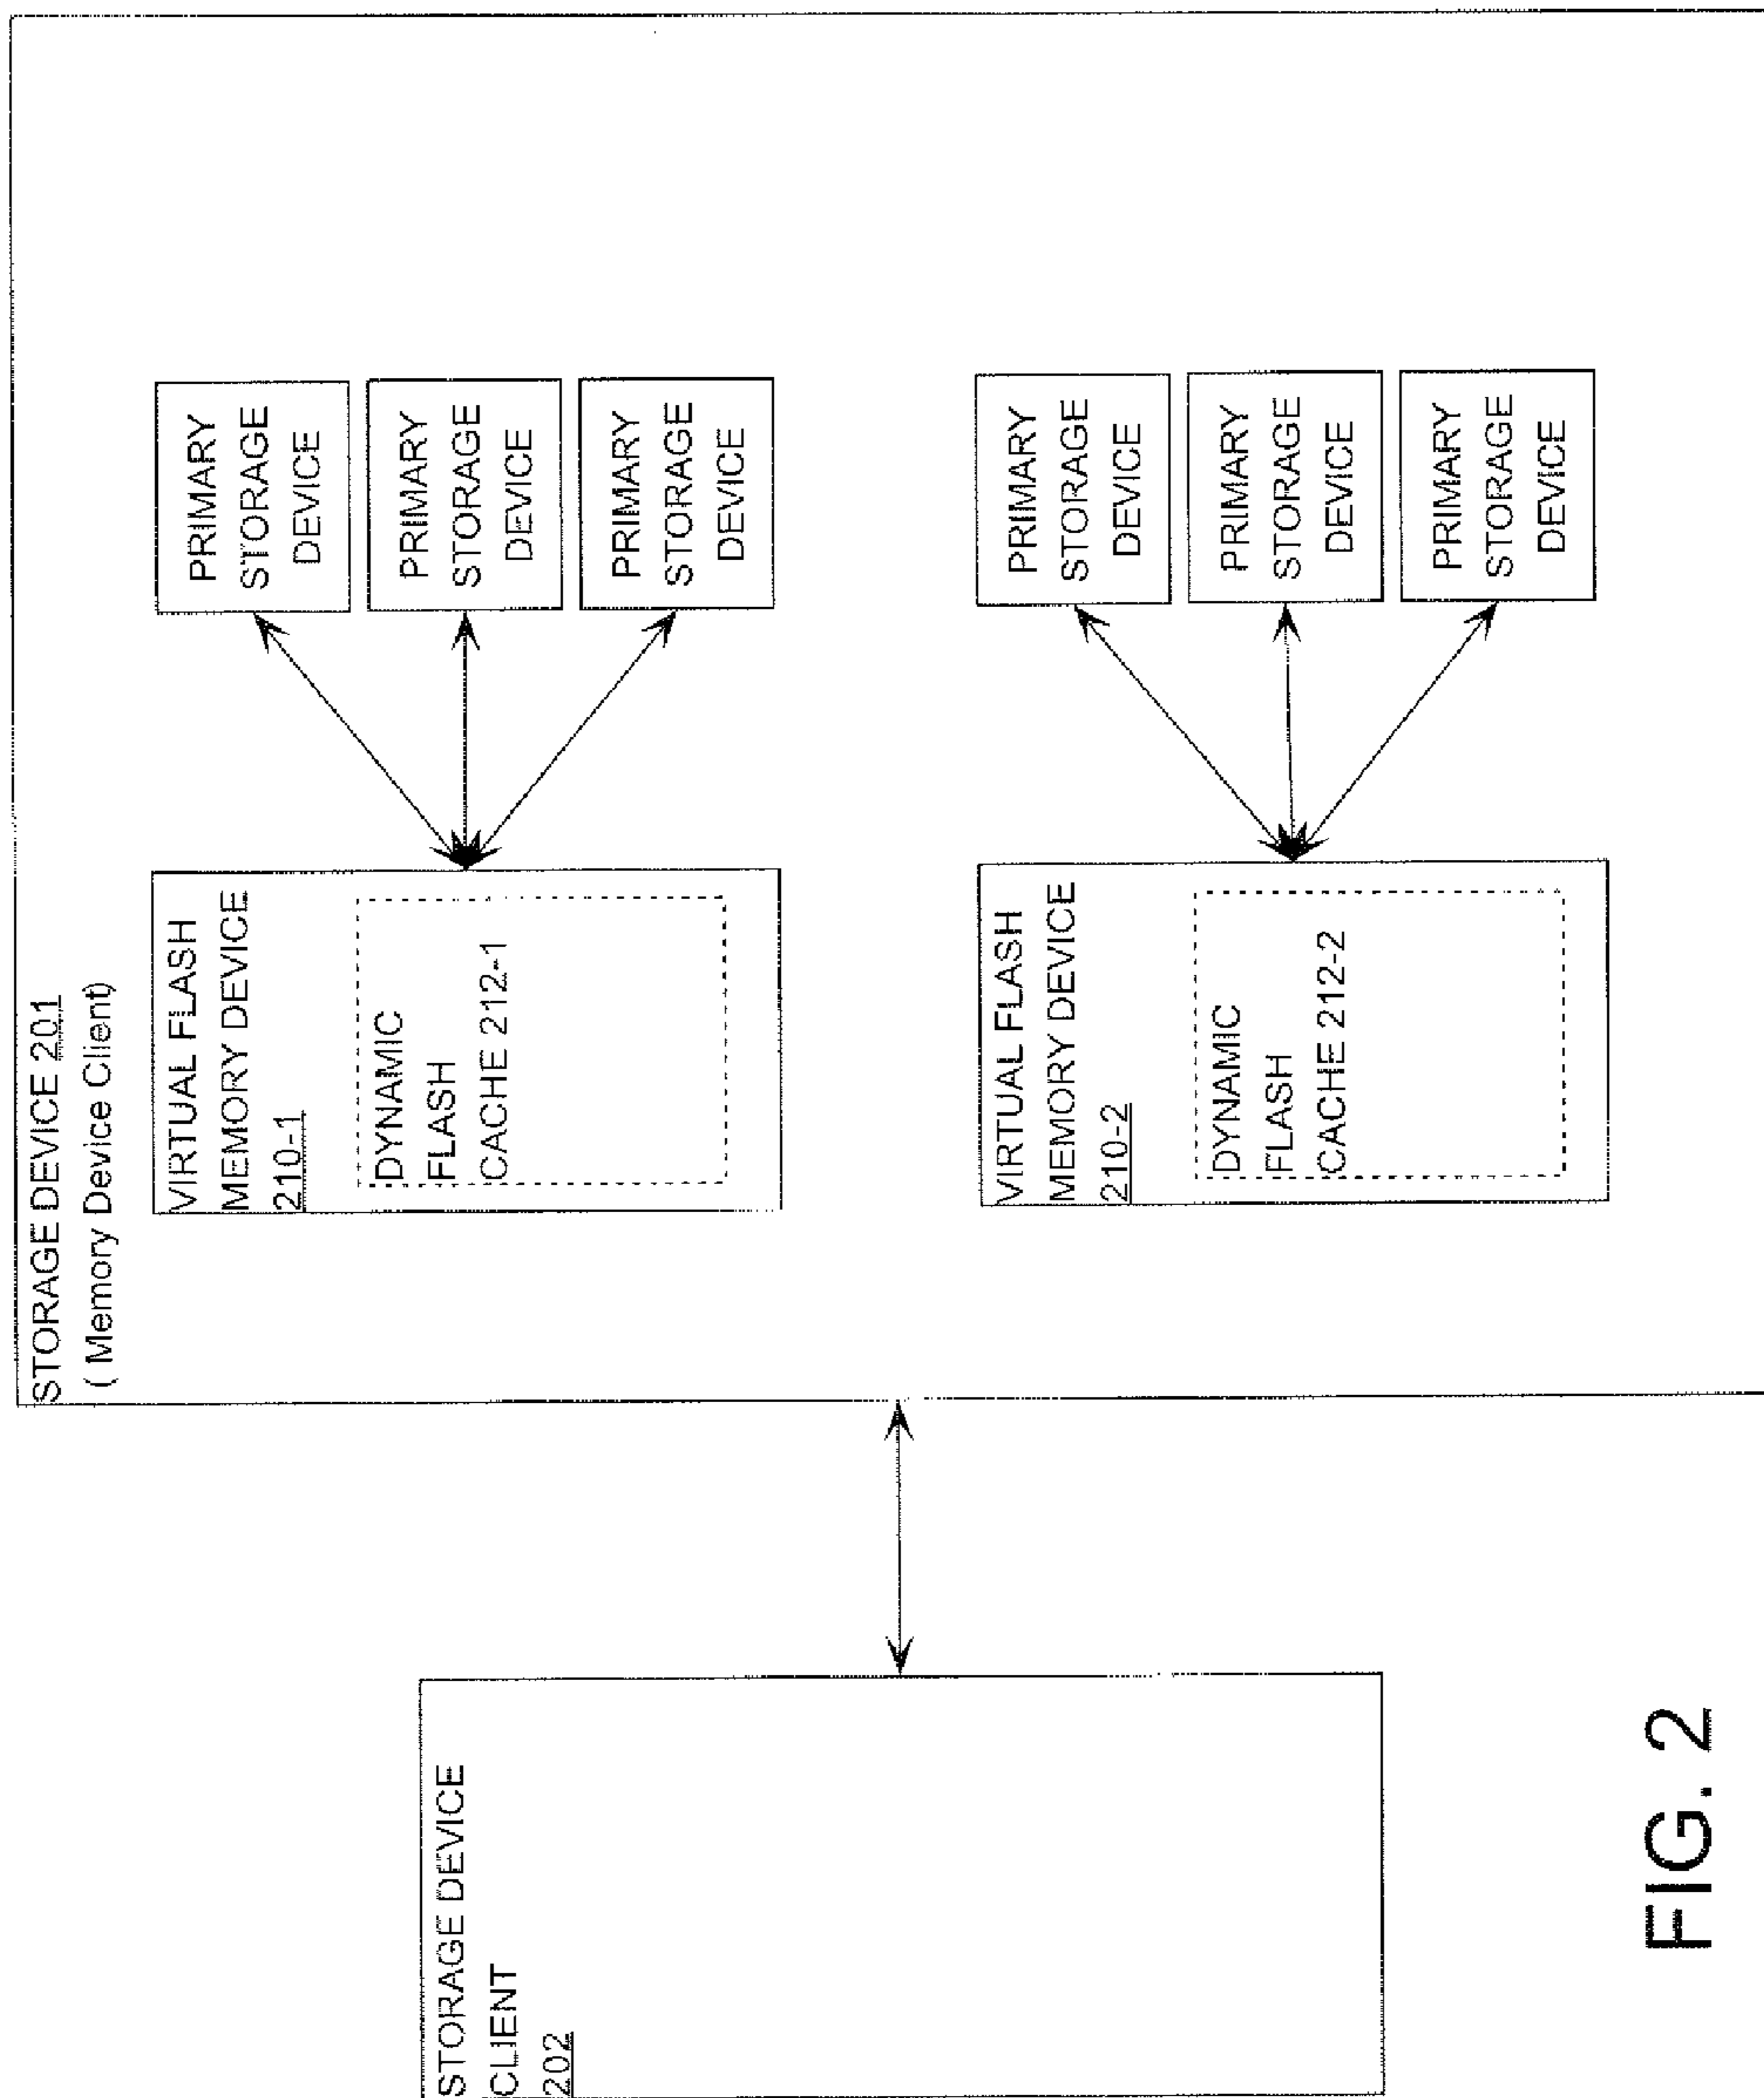 STORAGE DEVICE
CLIENT
202
STORAGE DEVICE 201
( Memory Device Client)
VIRTUAL FLASH
MEMORY DEVICE
210-1
DYNAMIC
FLASH
CACHE 212-1
PRIMARY
STORAGE
DEVICE
PRIMARY
STORAGE
DEVICE
PRIMARY
STORAGE
DEVICE
VIRTUAL FLASH
MEMORY DEVICE
210-2
DYNAMIC
FLASH
CACHE 212-2
PRIMARY
STORAGE
DEVICE
PRIMARY
STORAGE
DEVICE
PRIMARY
STORAGE
DEVICE
FIG. 2